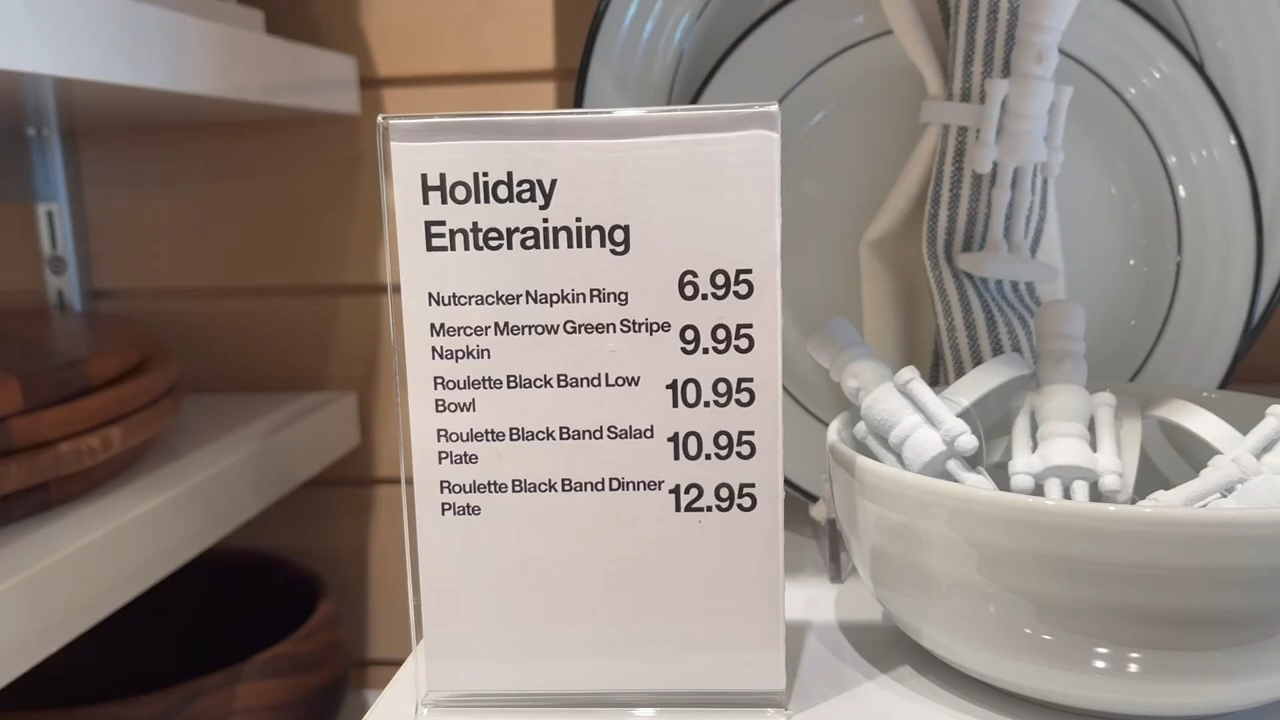 Holiday
Enteraining
Nutcracker Napkin Ring 6.95
Mercer Merrow Green Stripe
Napkin 9.95
Roulette Black Band Low
Bowl 10.95
Roulette Black Band Salad
Plate 10.95
Roulette Black Band Dinner
Plate 12.95